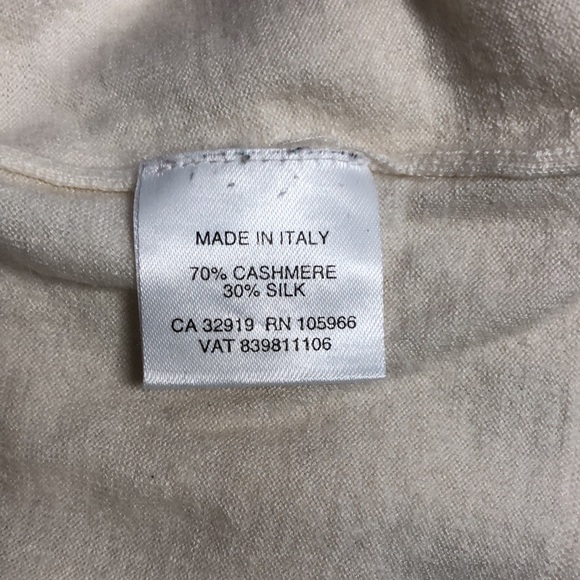 MADE IN ITALY
70% CASHMERE
30% SILK
CA 32919 RN 105966
VAT 839811106